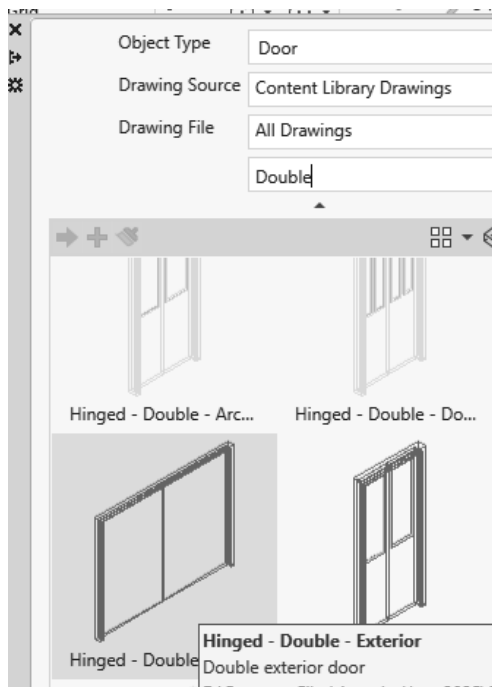 Object Type
Door
Drawing Source
Content Library Drawings
Drawing File
All Drawings
Double
Hinged - Double - Arc...
Hinged - Double - Do...
Hinged - Double
Hinged - Double - Exterior
Double exterior door